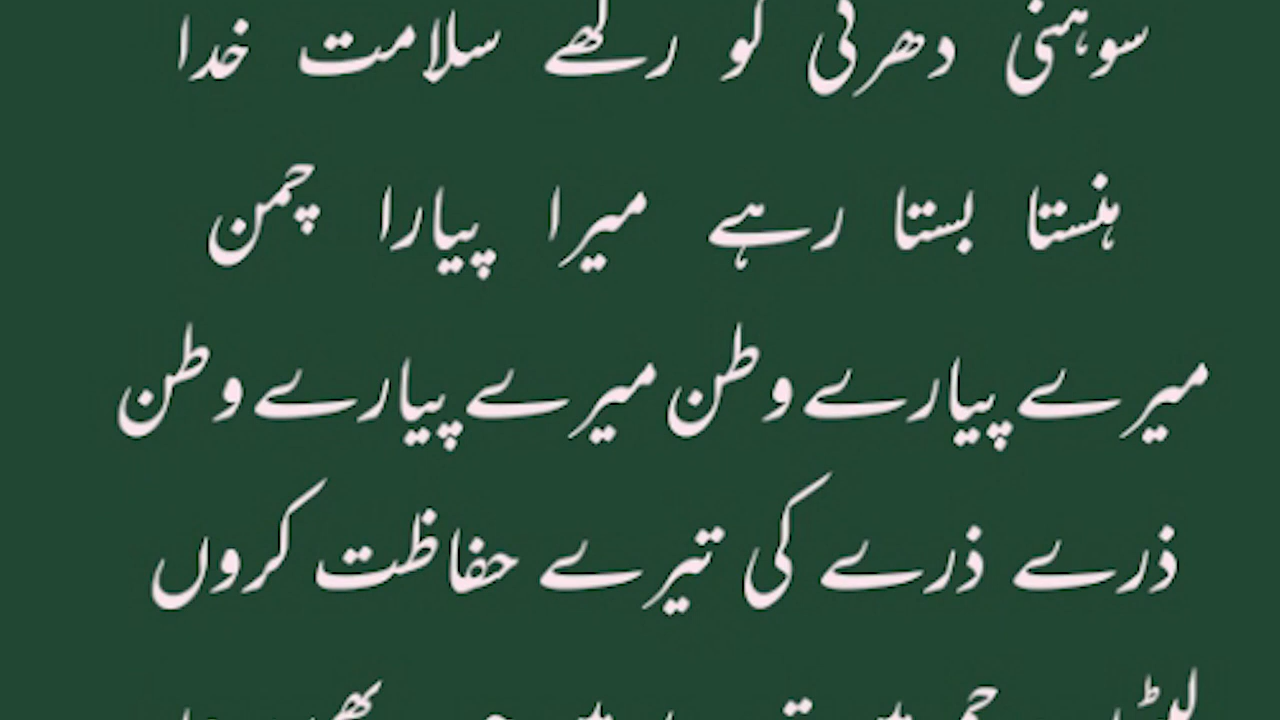 سوہنی دھرتی کو رکھے سلامت خدا
ہنستا بستا رہے میرا پیارا چمن
میرے پیارے وطن میرے پیارے وطن
ذرے ذرے کی تیرے حفاظت کروں